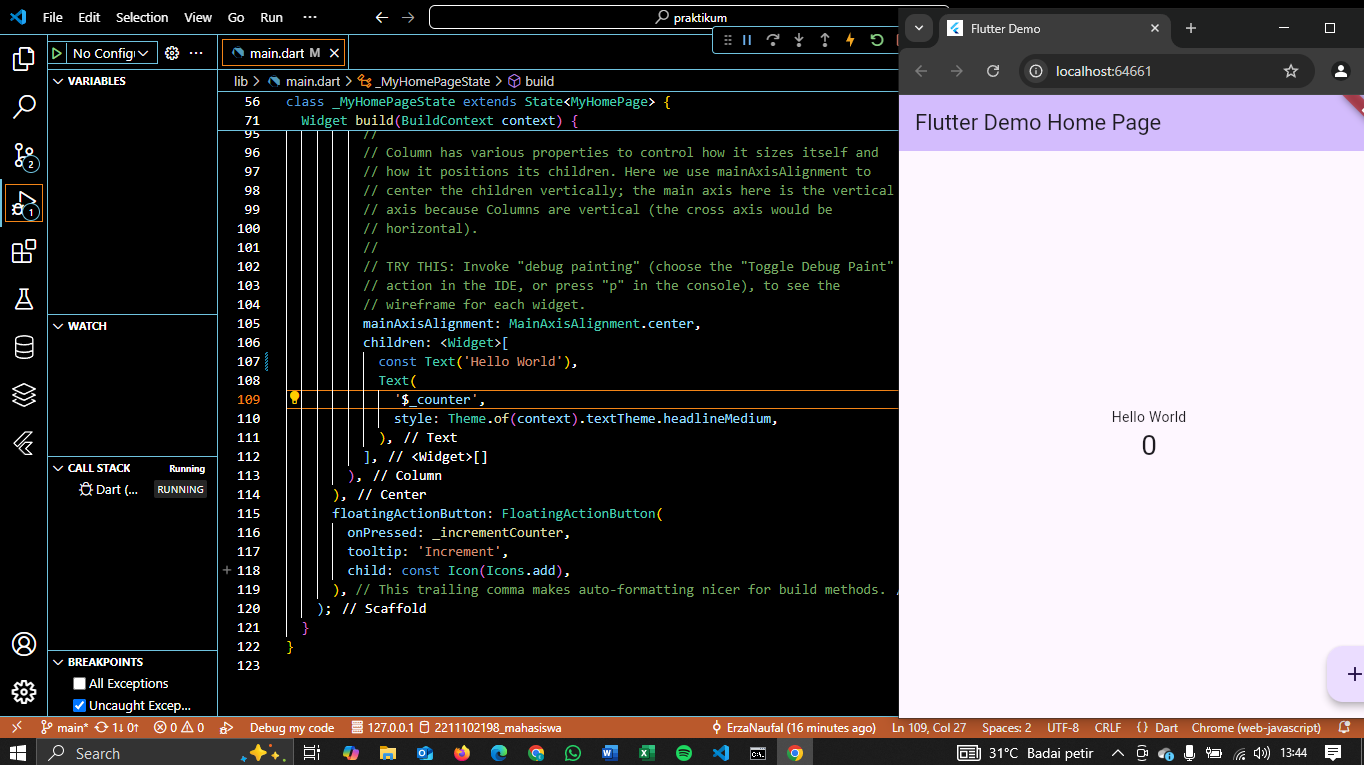 File Edit Selection View Go Run ··· praktikum
No Config
main.dart M
VARIABLES
lib > main.dart > _MyHomePageState > build
56 class _MyHomePageState extends State<MyHomePage> {
71 Widget build(BuildContext context) {
95 //
96 // Column has various properties to control how it sizes itself and
97 // how it positions its children. Here we use mainAxisAlignment to
98 // center the children vertically; the main axis here is the vertical
99 // axis because Columns are vertical (the cross axis would be
100 // horizontal).
101 //
102 // TRY THIS: Invoke "debug painting" (choose the "Toggle Debug Paint"
103 // action in the IDE, or press "p" in the console), to see the
104 // wireframe for each widget.
105 mainAxisAlignment: MainAxisAlignment.center,
106 children: <Widget>[
107 const Text('Hello World'),
108 Text(
109 '$_counter',
110 style: Theme.of(context).textTheme.headlineMedium,
111 ), // Text
112 ], // <Widget>[]
113 ), // Column
114 ), // Center
115 floatingActionButton: FloatingActionButton(
116 onPressed: _incrementCounter,
117 tooltip: 'Increment',
118 child: const Icon(Icons.add),
119 ), // This trailing comma makes auto-formatting nicer for build methods. /
120 ); // Scaffold
121 }
122 }
123
2
1
WATCH
CALL STACK Running
Dart (... RUNNING
BREAKPOINTS
All Exceptions
Uncaught Excep...
Flutter Demo
localhost:64661
Flutter Demo Home Page
Hello World
0
+
main* 1↓ 0↑ 0 0 Debug my code 127.0.0.1 2211102198_mahasiswa ErzaNaufal (16 minutes ago) Ln 109, Col 27 Spaces: 2 UTF-8 CRLF {} Dart Chrome (web-javascript)
Search 31°C Badai petir 13:44